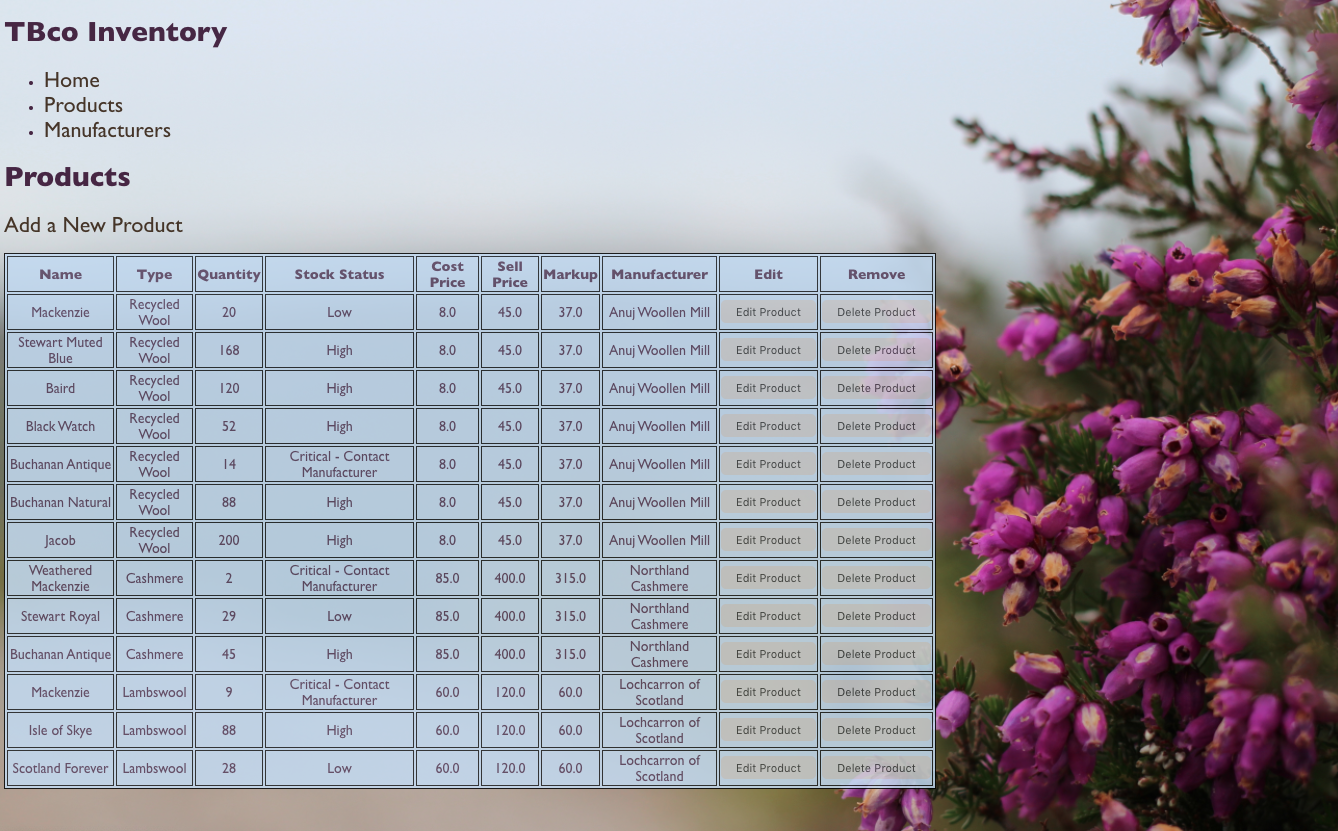 TBco Inventory
Home
Products
Manufacturers
Products
Add a New Product
Name Type Quantity Stock Status Cost Price Sell Price Markup Manufacturer Edit Remove
Mackenzie Recycled Wool 20 Low 8.0 45.0 37.0 Anuj Woollen Mill Edit Product Delete Product
Stewart Muted Blue Recycled Wool 168 High 8.0 45.0 37.0 Anuj Woollen Mill Edit Product Delete Product
Baird Recycled Wool 120 High 8.0 45.0 37.0 Anuj Woollen Mill Edit Product Delete Product
Black Watch Recycled Wool 52 High 8.0 45.0 37.0 Anuj Woollen Mill Edit Product Delete Product
Buchanan Antique Recycled Wool 14 Critical - Contact Manufacturer 8.0 45.0 37.0 Anuj Woollen Mill Edit Product Delete Product
Buchanan Natural Recycled Wool 88 High 8.0 45.0 37.0 Anuj Woollen Mill Edit Product Delete Product
Jacob Recycled Wool 200 High 8.0 45.0 37.0 Anuj Woollen Mill Edit Product Delete Product
Weathered Mackenzie Cashmere 2 Critical - Contact Manufacturer 85.0 400.0 315.0 Northland Cashmere Edit Product Delete Product
Stewart Royal Cashmere 29 Low 85.0 400.0 315.0 Northland Cashmere Edit Product Delete Product
Buchanan Antique Cashmere 45 High 85.0 400.0 315.0 Northland Cashmere Edit Product Delete Product
Mackenzie Lambswool 9 Critical - Contact Manufacturer 60.0 120.0 60.0 Lochcarron of Scotland Edit Product Delete Product
Isle of Skye Lambswool 88 High 60.0 120.0 60.0 Lochcarron of Scotland Edit Product Delete Product
Scotland Forever Lambswool 28 Low 60.0 120.0 60.0 Lochcarron of Scotland Edit Product Delete Product